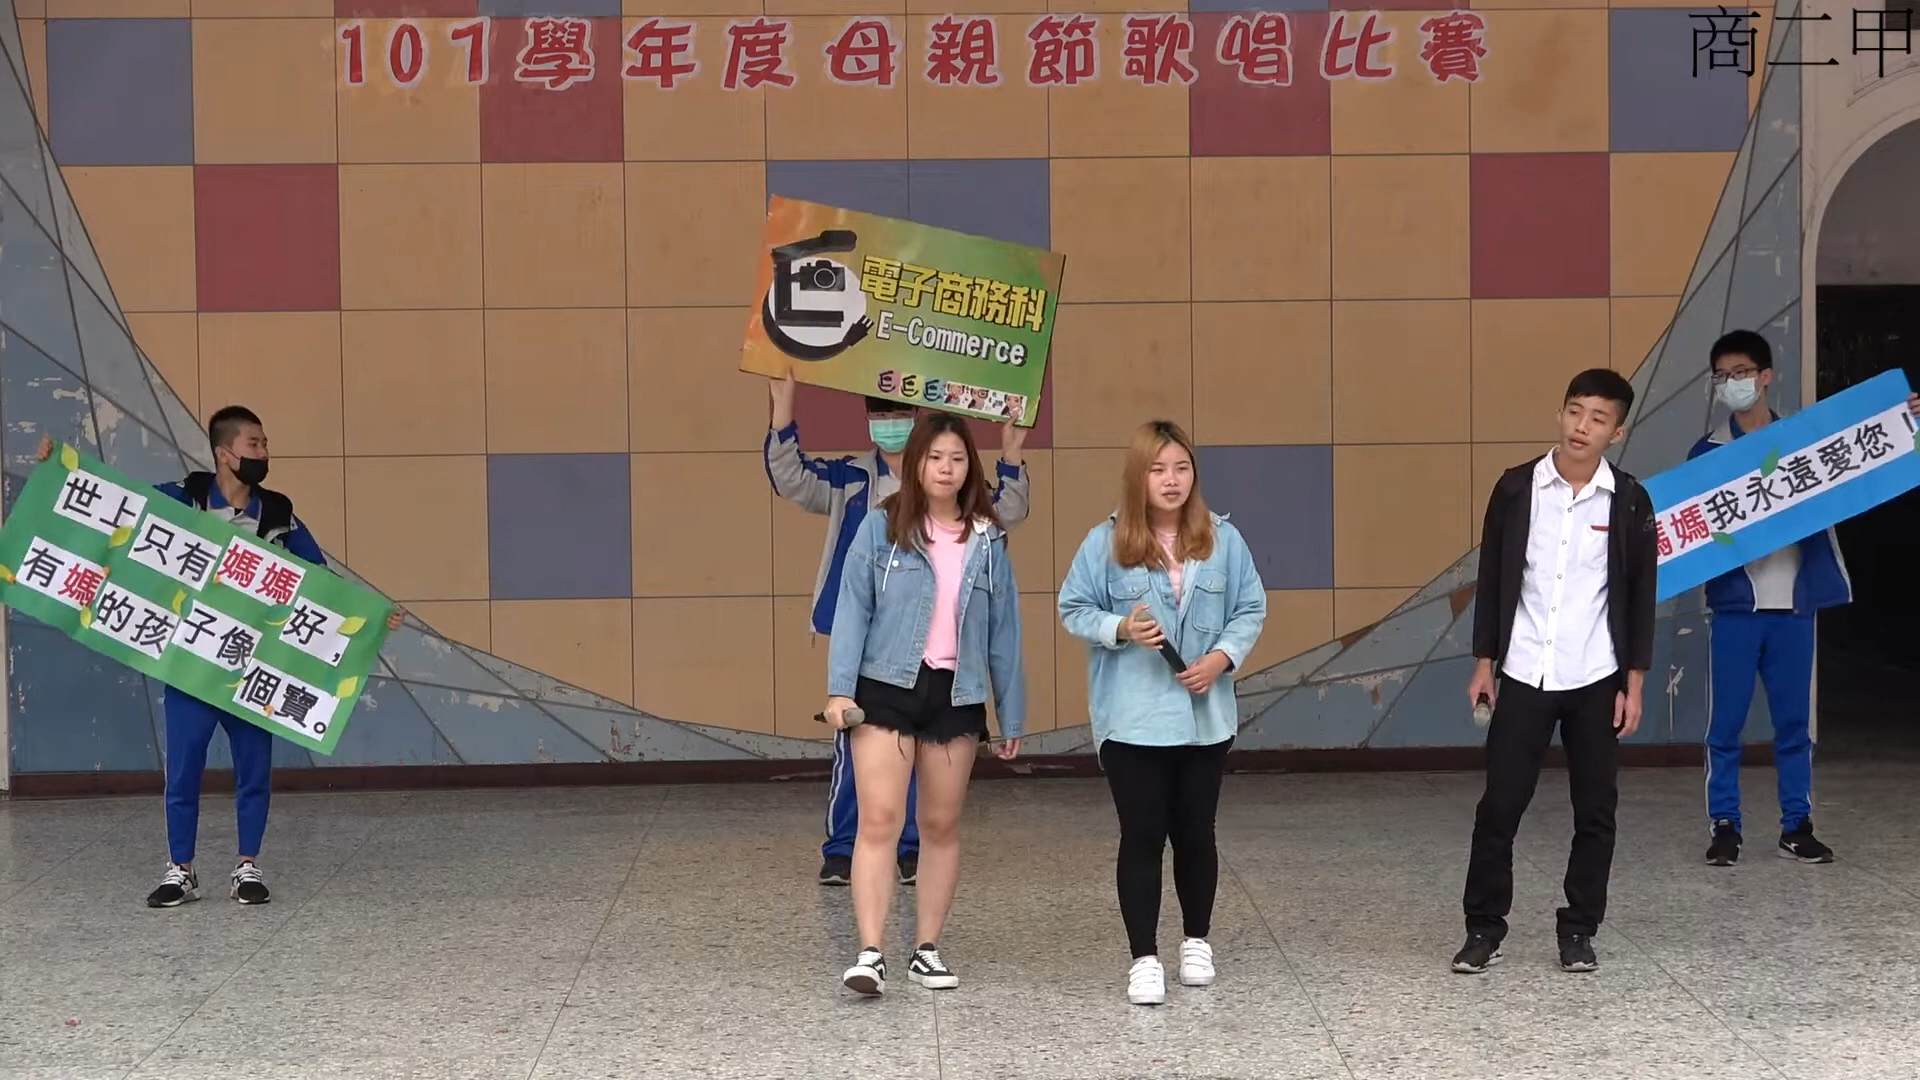 107學年度母親節歌唱比賽
商二甲
電子商務科
E-Commerce
世上只有媽媽好，
有媽的孩子像
個寶。
媽媽我永遠愛您！